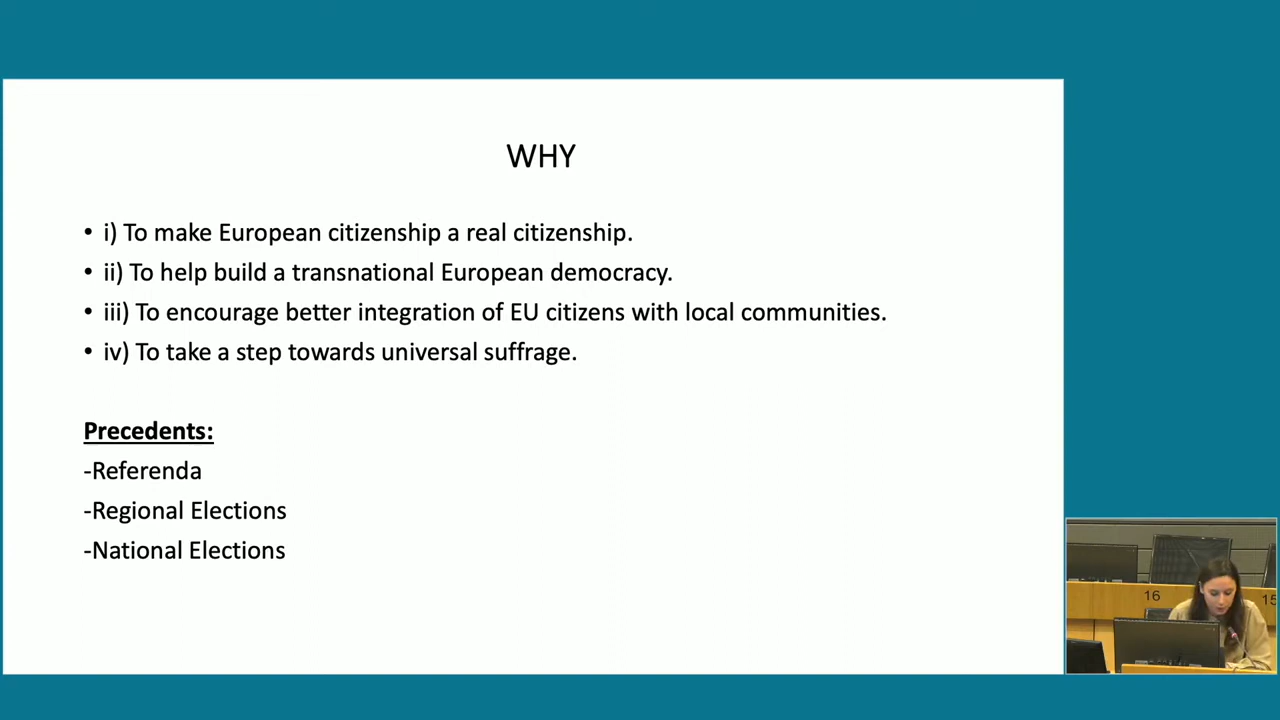 WHY
• i) To make European citizenship a real citizenship.
• ii) To help build a transnational European democracy.
• iii) To encourage better integration of EU citizens with local communities.
• iv) To take a step towards universal suffrage.
Precedents:
-Referenda
-Regional Elections
-National Elections
16
15